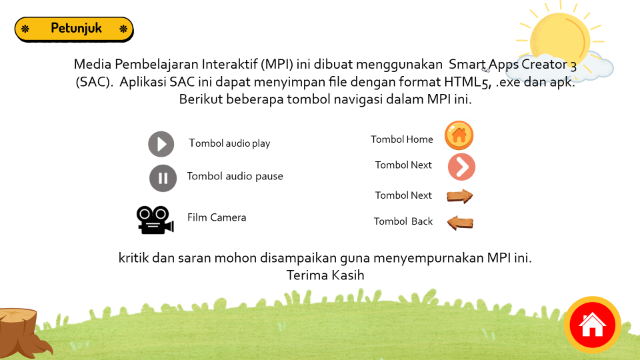 Petunjuk
Media Pembelajaran Interaktif (MPI) ini dibuat menggunakan Smart Apps Creator 3
(SAC). Aplikasi SAC ini dapat menyimpan file dengan format HTML5, .exe dan apk.
Berikut beberapa tombol navigasi dalam MPI ini.
Tombol audio play
Tombol audio pause
Film Camera
Tombol Home
Tombol Next
Tombol Next
Tombol Back
kritik dan saran mohon disampaikan guna menyempurnakan MPI ini.
Terima Kasih